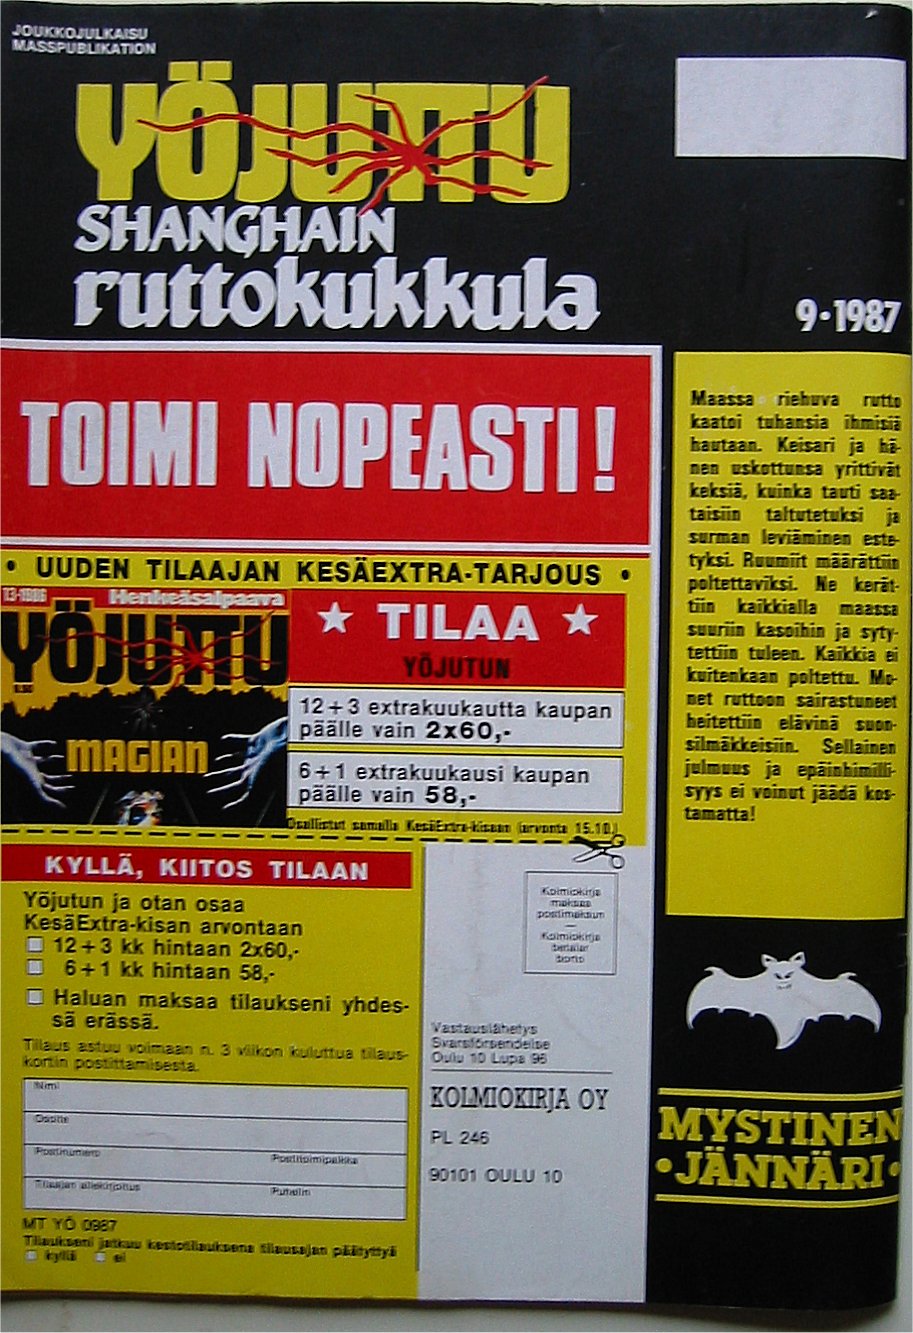 JOUKKOJULKAISU
MASSPUBLIKATION
YÖJUTTU
SHANGHAIN
ruttokukkula
9•1987
TOIMI NOPEASTI!
Maassa riehuva rutto
kaatoi tuhansia ihmisiä
hautaan. Keisari ja hä-
nen uskottunsa yrittivät
keksiä, kuinka tauti saa-
taisiin taltutetuksi ja
surman leviäminen este-
tyksi. Ruumiit määrättiin
poltettaviksi. Ne kerät-
tiin kaikkialla maassa
suuriin kasoihin ja syty-
tettiin tuleen. Kaikkia ei
kuitenkaan poltettu. Mo-
net ruttoon sairastuneet
heitettiin elävinä suon-
silmäkkeisiin. Sellainen
julmuus ja epäinhimilli-
syys ei voinut jäädä kos-
tamatta!
• UUDEN TILAAJAN KESÄEXTRA-TARJOUS •
13-1986 Henkeäsalpaava
YÖJUTTU
MAGIAN
★ TILAA ★
YÖJUTUN
12+3 extrakuukautta kaupan
päälle vain 2x60,-
6+1 extrakuukausi kaupan
päälle vain 58,-
Osallistut samalla KesäExtra-kisaan (arvonta 15.10.)
KYLLÄ, KIITOS TILAAN
Yöjutun ja otan osaa
KesäExtra-kisan arvontaan
12+3 kk hintaan 2x60,-
6+1 kk hintaan 58,-
Haluan maksaa tilaukseni yhdes-
sä erässä.
Tilaus astuu voimaan n. 3 viikon kuluttua tilaus-
kortin postittamisesta.
Nimi
Osoite
Postinumero Postitoimipaikka
Tilaajan allekirjoitus Puhelin
MT YÖ 0987
Tilaukseni jatkuu kestotilauksena tilausajan päätyttyä
kyllä ei
Kolmiokirja
maksaa
postimaksun
—
Kolmiokirja
betalar
porto
Vastauslähetys
Svarsförsendelse
Oulu 10 Lupa 96
KOLMIOKIRJA OY
PL 246
90101 OULU 10
MYSTINEN
•JÄNNÄRI•